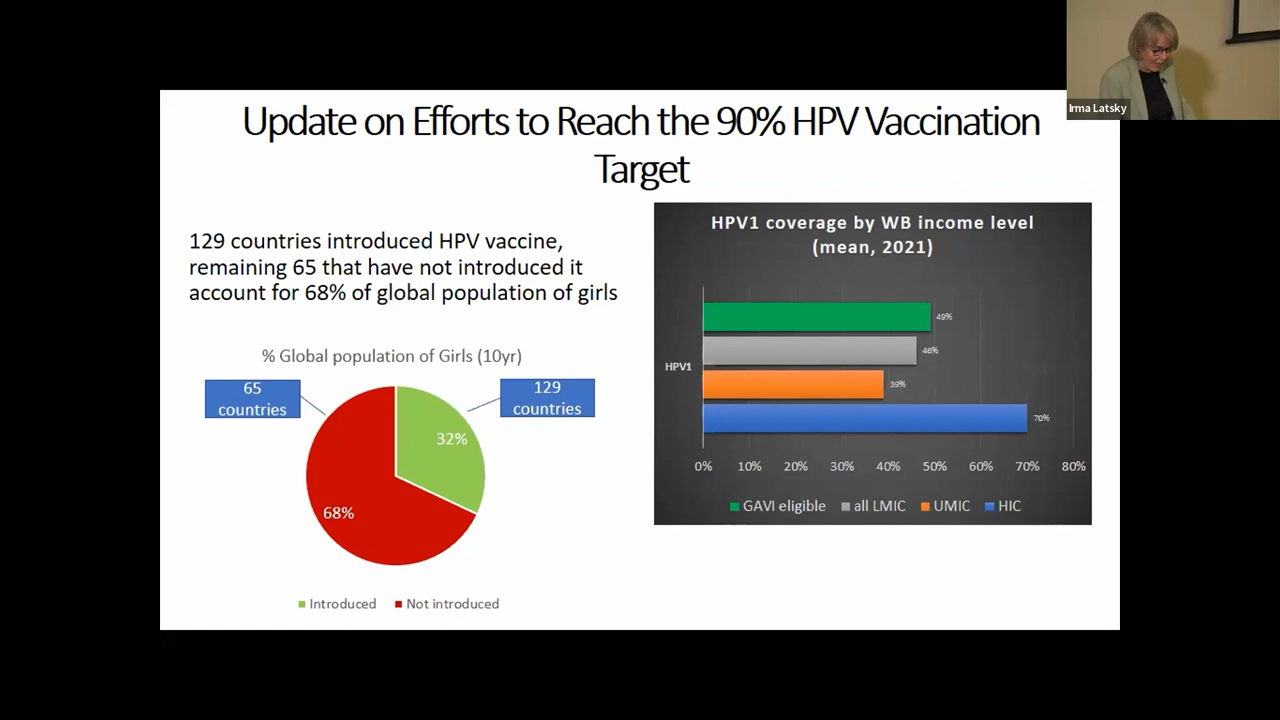 Irma Latsky
Update on Efforts to Reach the 90% HPV Vaccination
Target
129 countries introduced HPV vaccine,
remaining 65 that have not introduced it
account for 68% of global population of girls
% Global population of Girls (10yr)
65
countries
129
countries
32%
68%
Introduced
Not introduced
HPV1 coverage by WB income level
(mean, 2021)
49%
46%
HPV1
39%
70%
0% 10% 20% 30% 40% 50% 60% 70% 80%
GAVI eligible all LMIC UMIC HIC